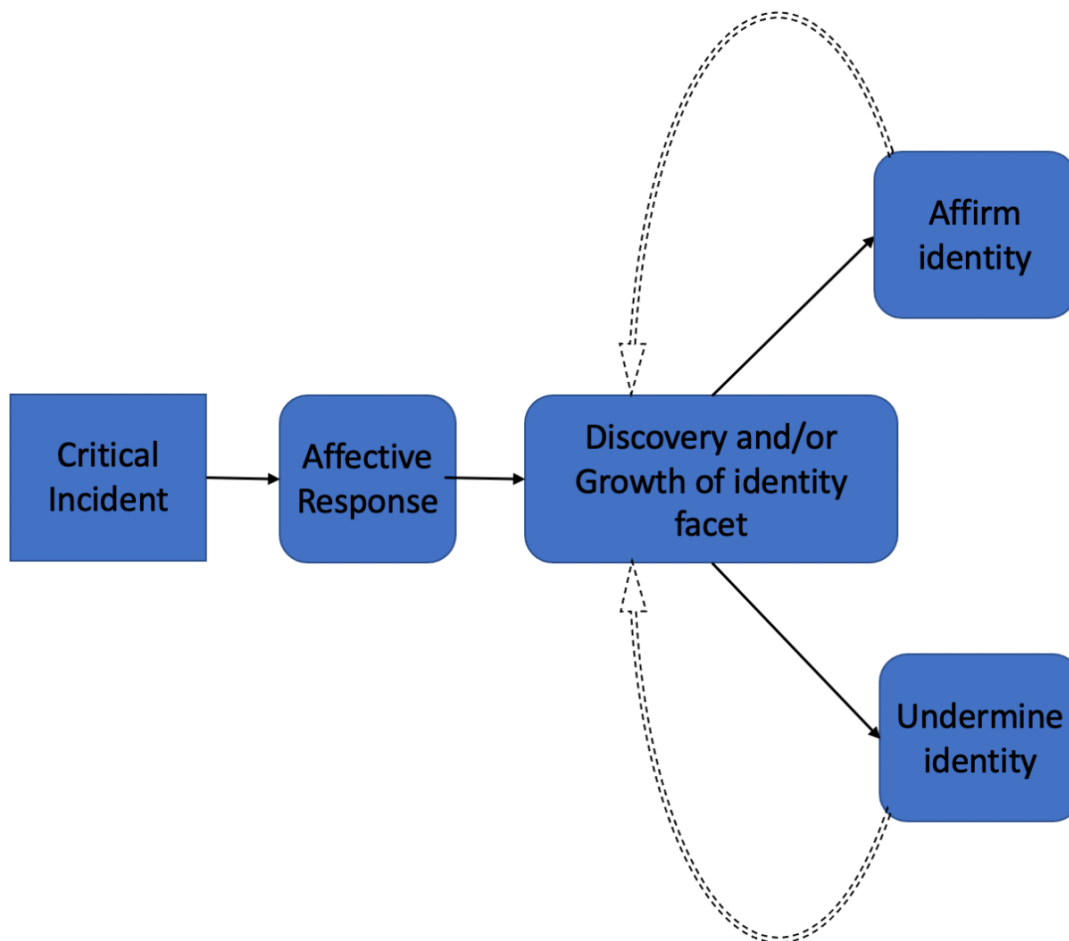 Affirm
identity
Critical
Incident
Affective
Response
Discovery and/or
Growth of identity
facet
Undermine
identity